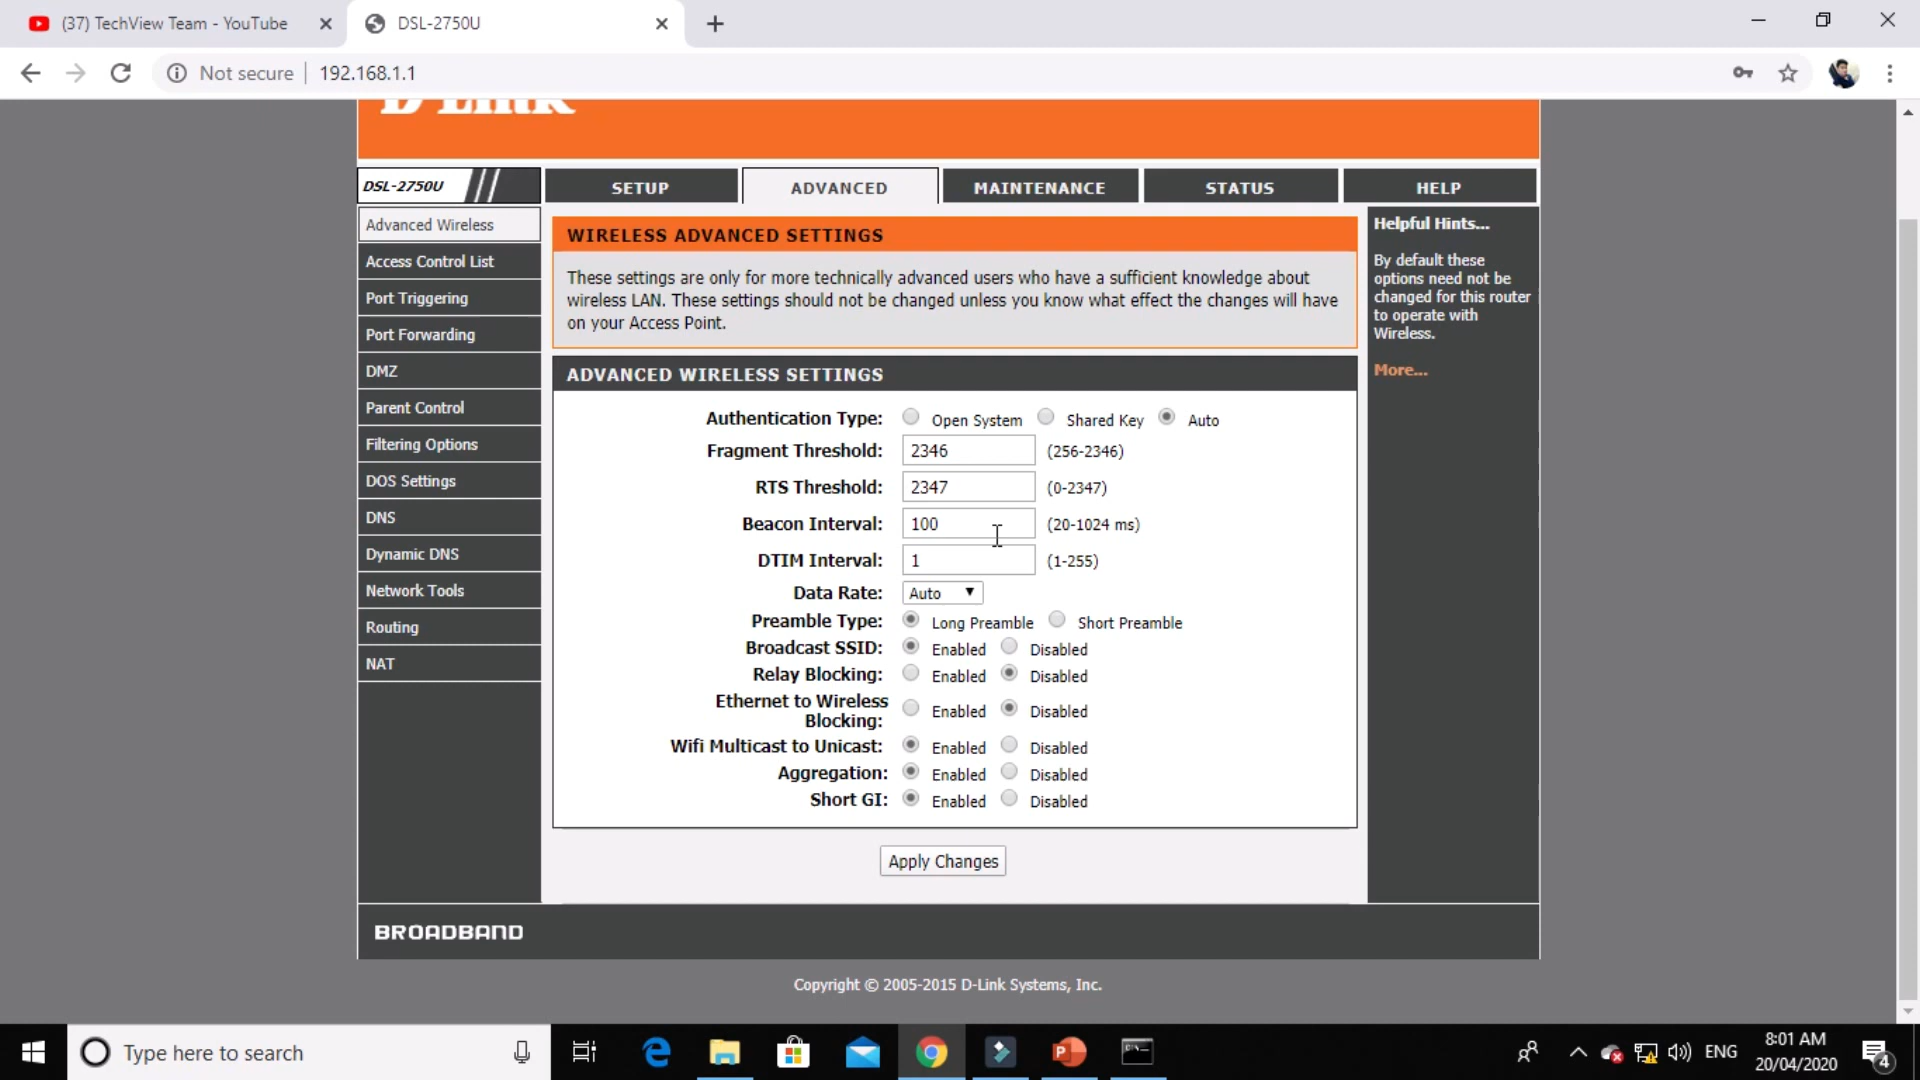 (37) TechView Team - YouTube
DSL-2750U
Not secure
192.168.1.1
D-Link
DSL-2750U
SETUP
ADVANCED
MAINTENANCE
STATUS
HELP
Advanced Wireless
Access Control List
Port Triggering
Port Forwarding
DMZ
Parent Control
Filtering Options
DOS Settings
DNS
Dynamic DNS
Network Tools
Routing
NAT
WIRELESS ADVANCED SETTINGS
These settings are only for more technically advanced users who have a sufficient knowledge about
wireless LAN. These settings should not be changed unless you know what effect the changes will have
on your Access Point.
ADVANCED WIRELESS SETTINGS
Authentication Type: Open System Shared Key Auto
Fragment Threshold: 2346 (256-2346)
RTS Threshold: 2347 (0-2347)
Beacon Interval: 100 (20-1024 ms)
DTIM Interval: 1 (1-255)
Data Rate: Auto
Preamble Type: Long Preamble Short Preamble
Broadcast SSID: Enabled Disabled
Relay Blocking: Enabled Disabled
Ethernet to Wireless
Blocking: Enabled Disabled
Wifi Multicast to Unicast: Enabled Disabled
Aggregation: Enabled Disabled
Short GI: Enabled Disabled
Apply Changes
Helpful Hints...
By default these
options need not be
changed for this router
to operate with
Wireless.
More...
BROADBAND
Copyright © 2005-2015 D-Link Systems, Inc.
Type here to search
ENG
8:01 AM
20/04/2020
4